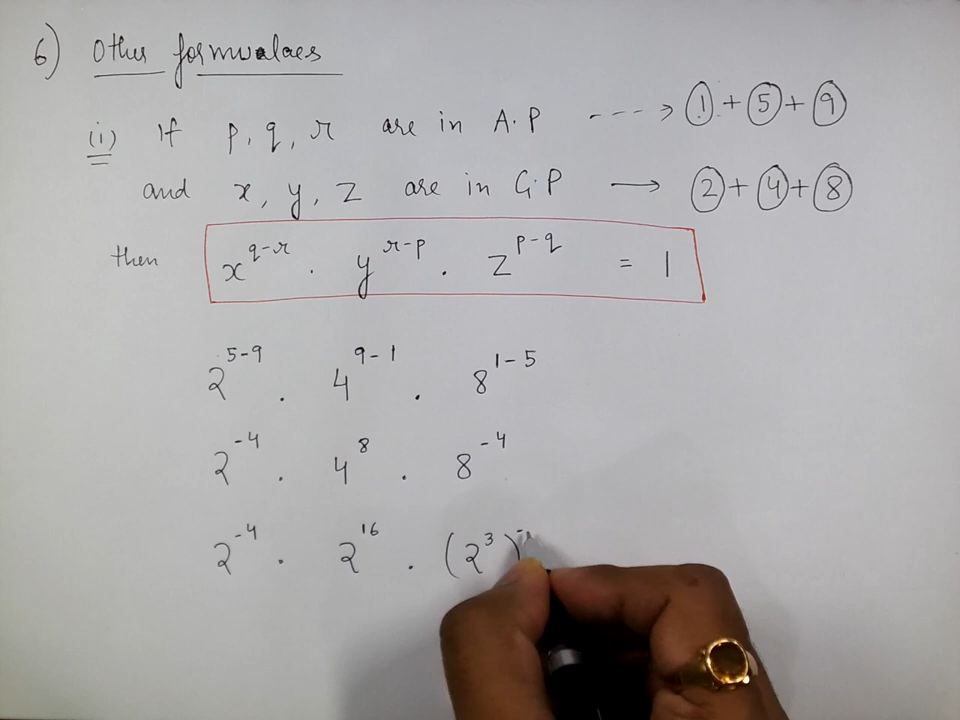 6) Other formulaes
(i) If p, q, r are in A.P ----> ① + ⑤ + ⑨
and x, y, z are in G.P → ② + ④ + ⑧
then x^{q-r} . y^{r-p} . z^{p-q} = 1
2^{5-9} . 4^{9-1} . 8^{1-5}
2^{-4} . 4^{8} . 8^{-4}
2^{-4} . 2^{16} . (2^{3})^{-